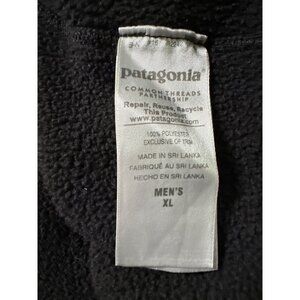 patagonia®
COMMON THREADS
PARTNERSHIP
Repair, Reuse, Recycle
This Product
www.patagonia.com
100% POLYESTER
EXCLUSIVE OF TRIM
MADE IN SRI LANKA
FABRIQUÉ AU SRI LANKA
HECHO EN SRI LANKA
MEN'S
XL